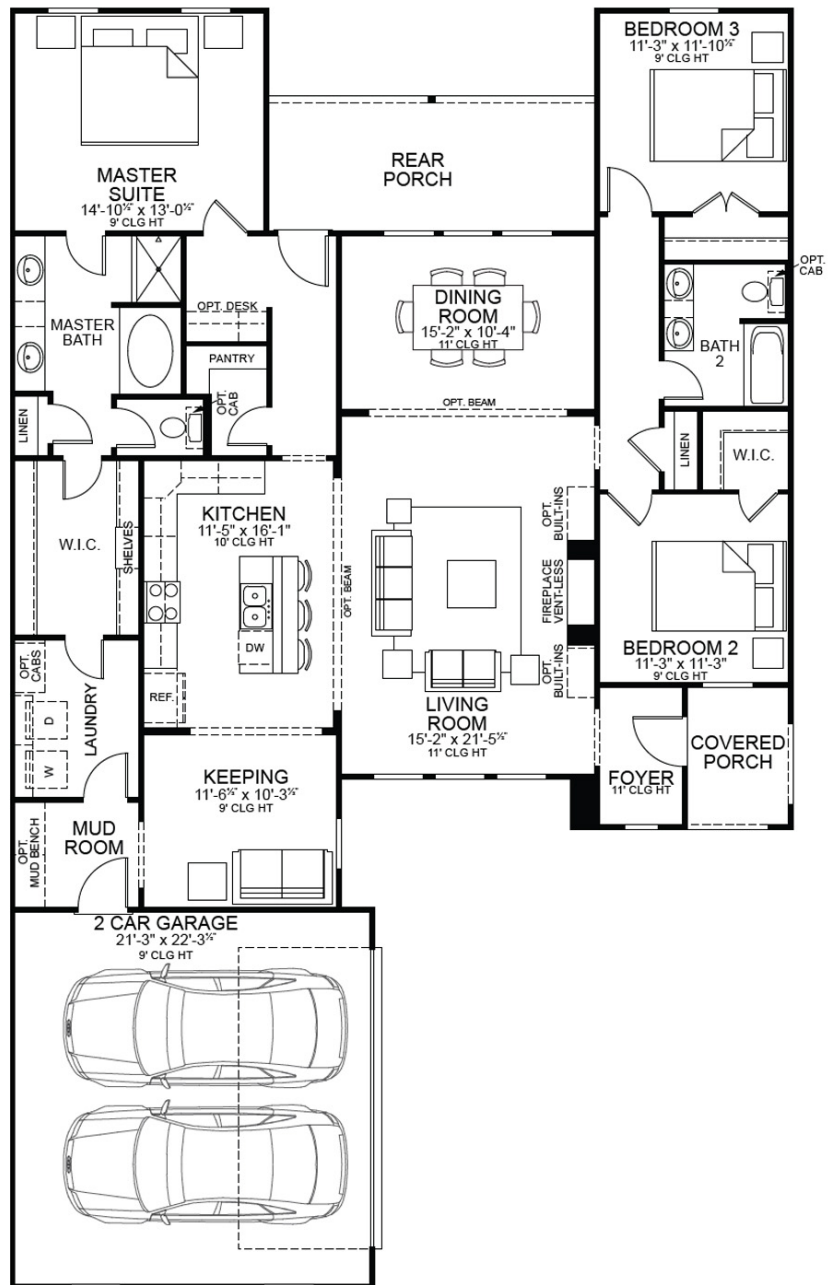 MASTER
SUITE
14'-10½" x 13'-0½"
9' CLG HT
REAR
PORCH
BEDROOM 3
11'-3" x 11'-10½"
9' CLG HT
MASTER
BATH
OPT. DESK
PANTRY
OPT.
CAB
LINEN
DINING
ROOM
15'-2" x 10'-4"
11' CLG HT
OPT. BEAM
OPT.
CAB
BATH
2
LINEN
W.I.C.
W.I.C.
SHELVES
KITCHEN
11'-5" x 16'-1"
10' CLG HT
DW
REF.
OPT. BEAM
OPT.
BUILT-INS
FIREPLACE
VENT-LESS
OPT.
BUILT-INS
LIVING
ROOM
15'-2" x 21'-5½"
11' CLG HT
BEDROOM 2
11'-3" x 11'-3"
9' CLG HT
OPT.
CABS
LAUNDRY
D
W
KEEPING
11'-6½" x 10'-3½"
9' CLG HT
FOYER
11' CLG HT
COVERED
PORCH
MUD
ROOM
OPT.
MUD BENCH
2 CAR GARAGE
21'-3" x 22'-3½"
9' CLG HT